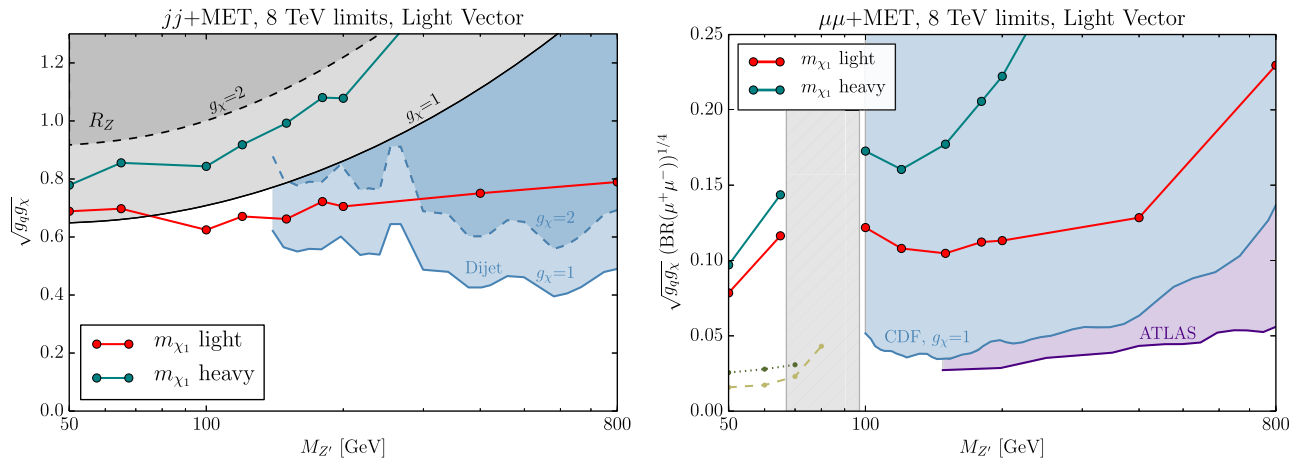 jj+MET, 8 TeV limits, Light Vector
1.2
1.0
0.8
0.6
0.4
0.2
0.0
√g_q g_χ
R_Z
g_χ=2
g_χ=1
g_χ=2
Dijet
g_χ=1
m_χ₁ light
m_χ₁ heavy
50
100
200
400
800
M_Z′ [GeV]
μμ+MET, 8 TeV limits, Light Vector
0.25
0.20
0.15
0.10
0.05
0.00
√g_q g_χ (BR(μ⁺μ⁻))^1/4
m_χ₁ light
m_χ₁ heavy
CDF, g_χ=1
ATLAS
50
100
200
400
800
M_Z′ [GeV]